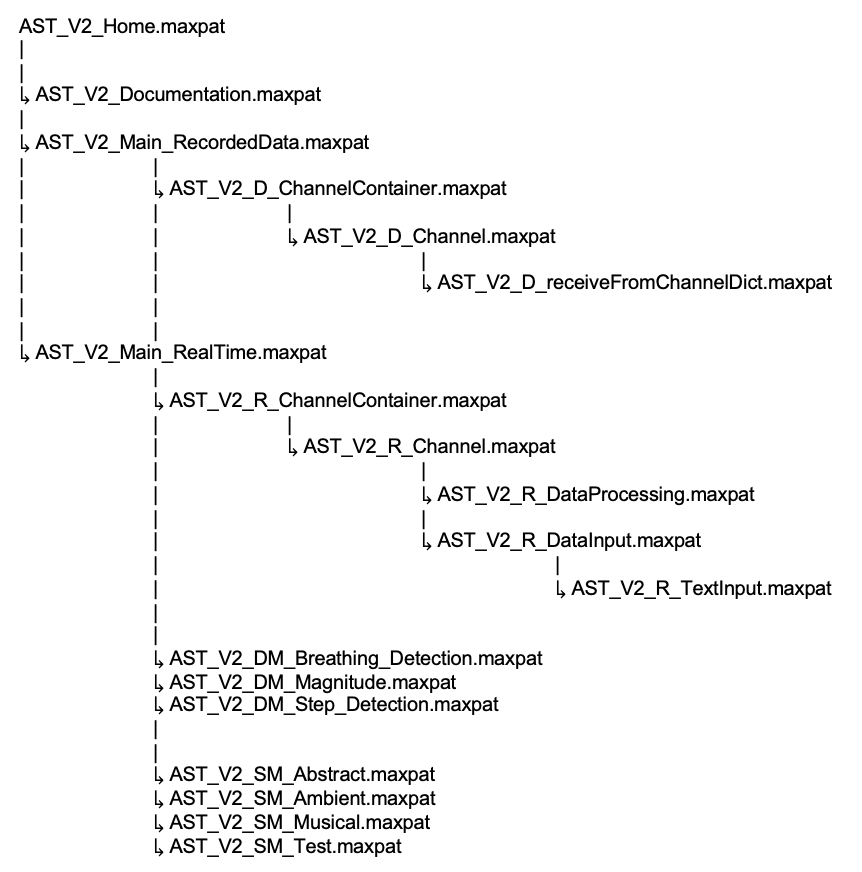 AST_V2_Home.maxpat
AST_V2_Documentation.maxpat
AST_V2_Main_RecordedData.maxpat
AST_V2_D_ChannelContainer.maxpat
AST_V2_D_Channel.maxpat
AST_V2_D_receiveFromChannelDict.maxpat
AST_V2_Main_RealTime.maxpat
AST_V2_R_ChannelContainer.maxpat
AST_V2_R_Channel.maxpat
AST_V2_R_DataProcessing.maxpat
AST_V2_R_DataInput.maxpat
AST_V2_R_TextInput.maxpat
AST_V2_DM_Breathing_Detection.maxpat
AST_V2_DM_Magnitude.maxpat
AST_V2_DM_Step_Detection.maxpat
AST_V2_SM_Abstract.maxpat
AST_V2_SM_Ambient.maxpat
AST_V2_SM_Musical.maxpat
AST_V2_SM_Test.maxpat